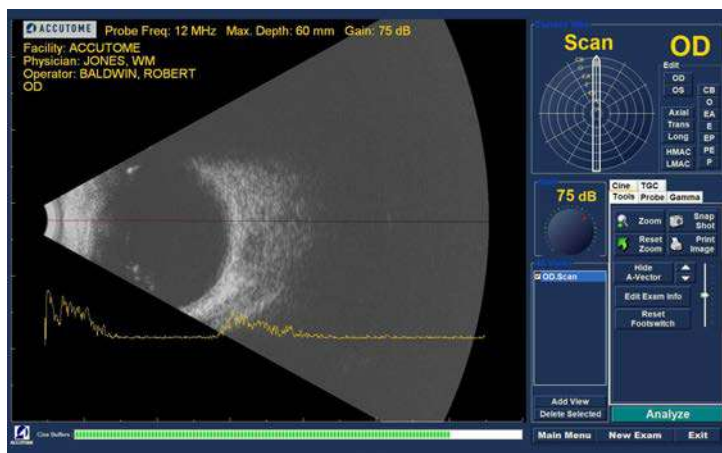 ACCUTOME Probe Freq: 12 MHz Max. Depth: 60 mm Gain: 75 dB
Facility: ACCUTOME
Physician: JONES, WM
Operator: BALDWIN, ROBERT
OD
Scan OD
Edit
OD
OS CB
O
Axial EA
Trans E
Long EP
HMAC PE
LMAC P
75 dB
Cine TGC
Tools Probe Gamma
Zoom Snap Shot
Reset Zoom Print Image
Hide A-Vector
Edit Exam Info
Reset Footswitch
OD.Scan
Add View
Delete Selected
Analyze
Cine Buffers
Main Menu New Exam Exit